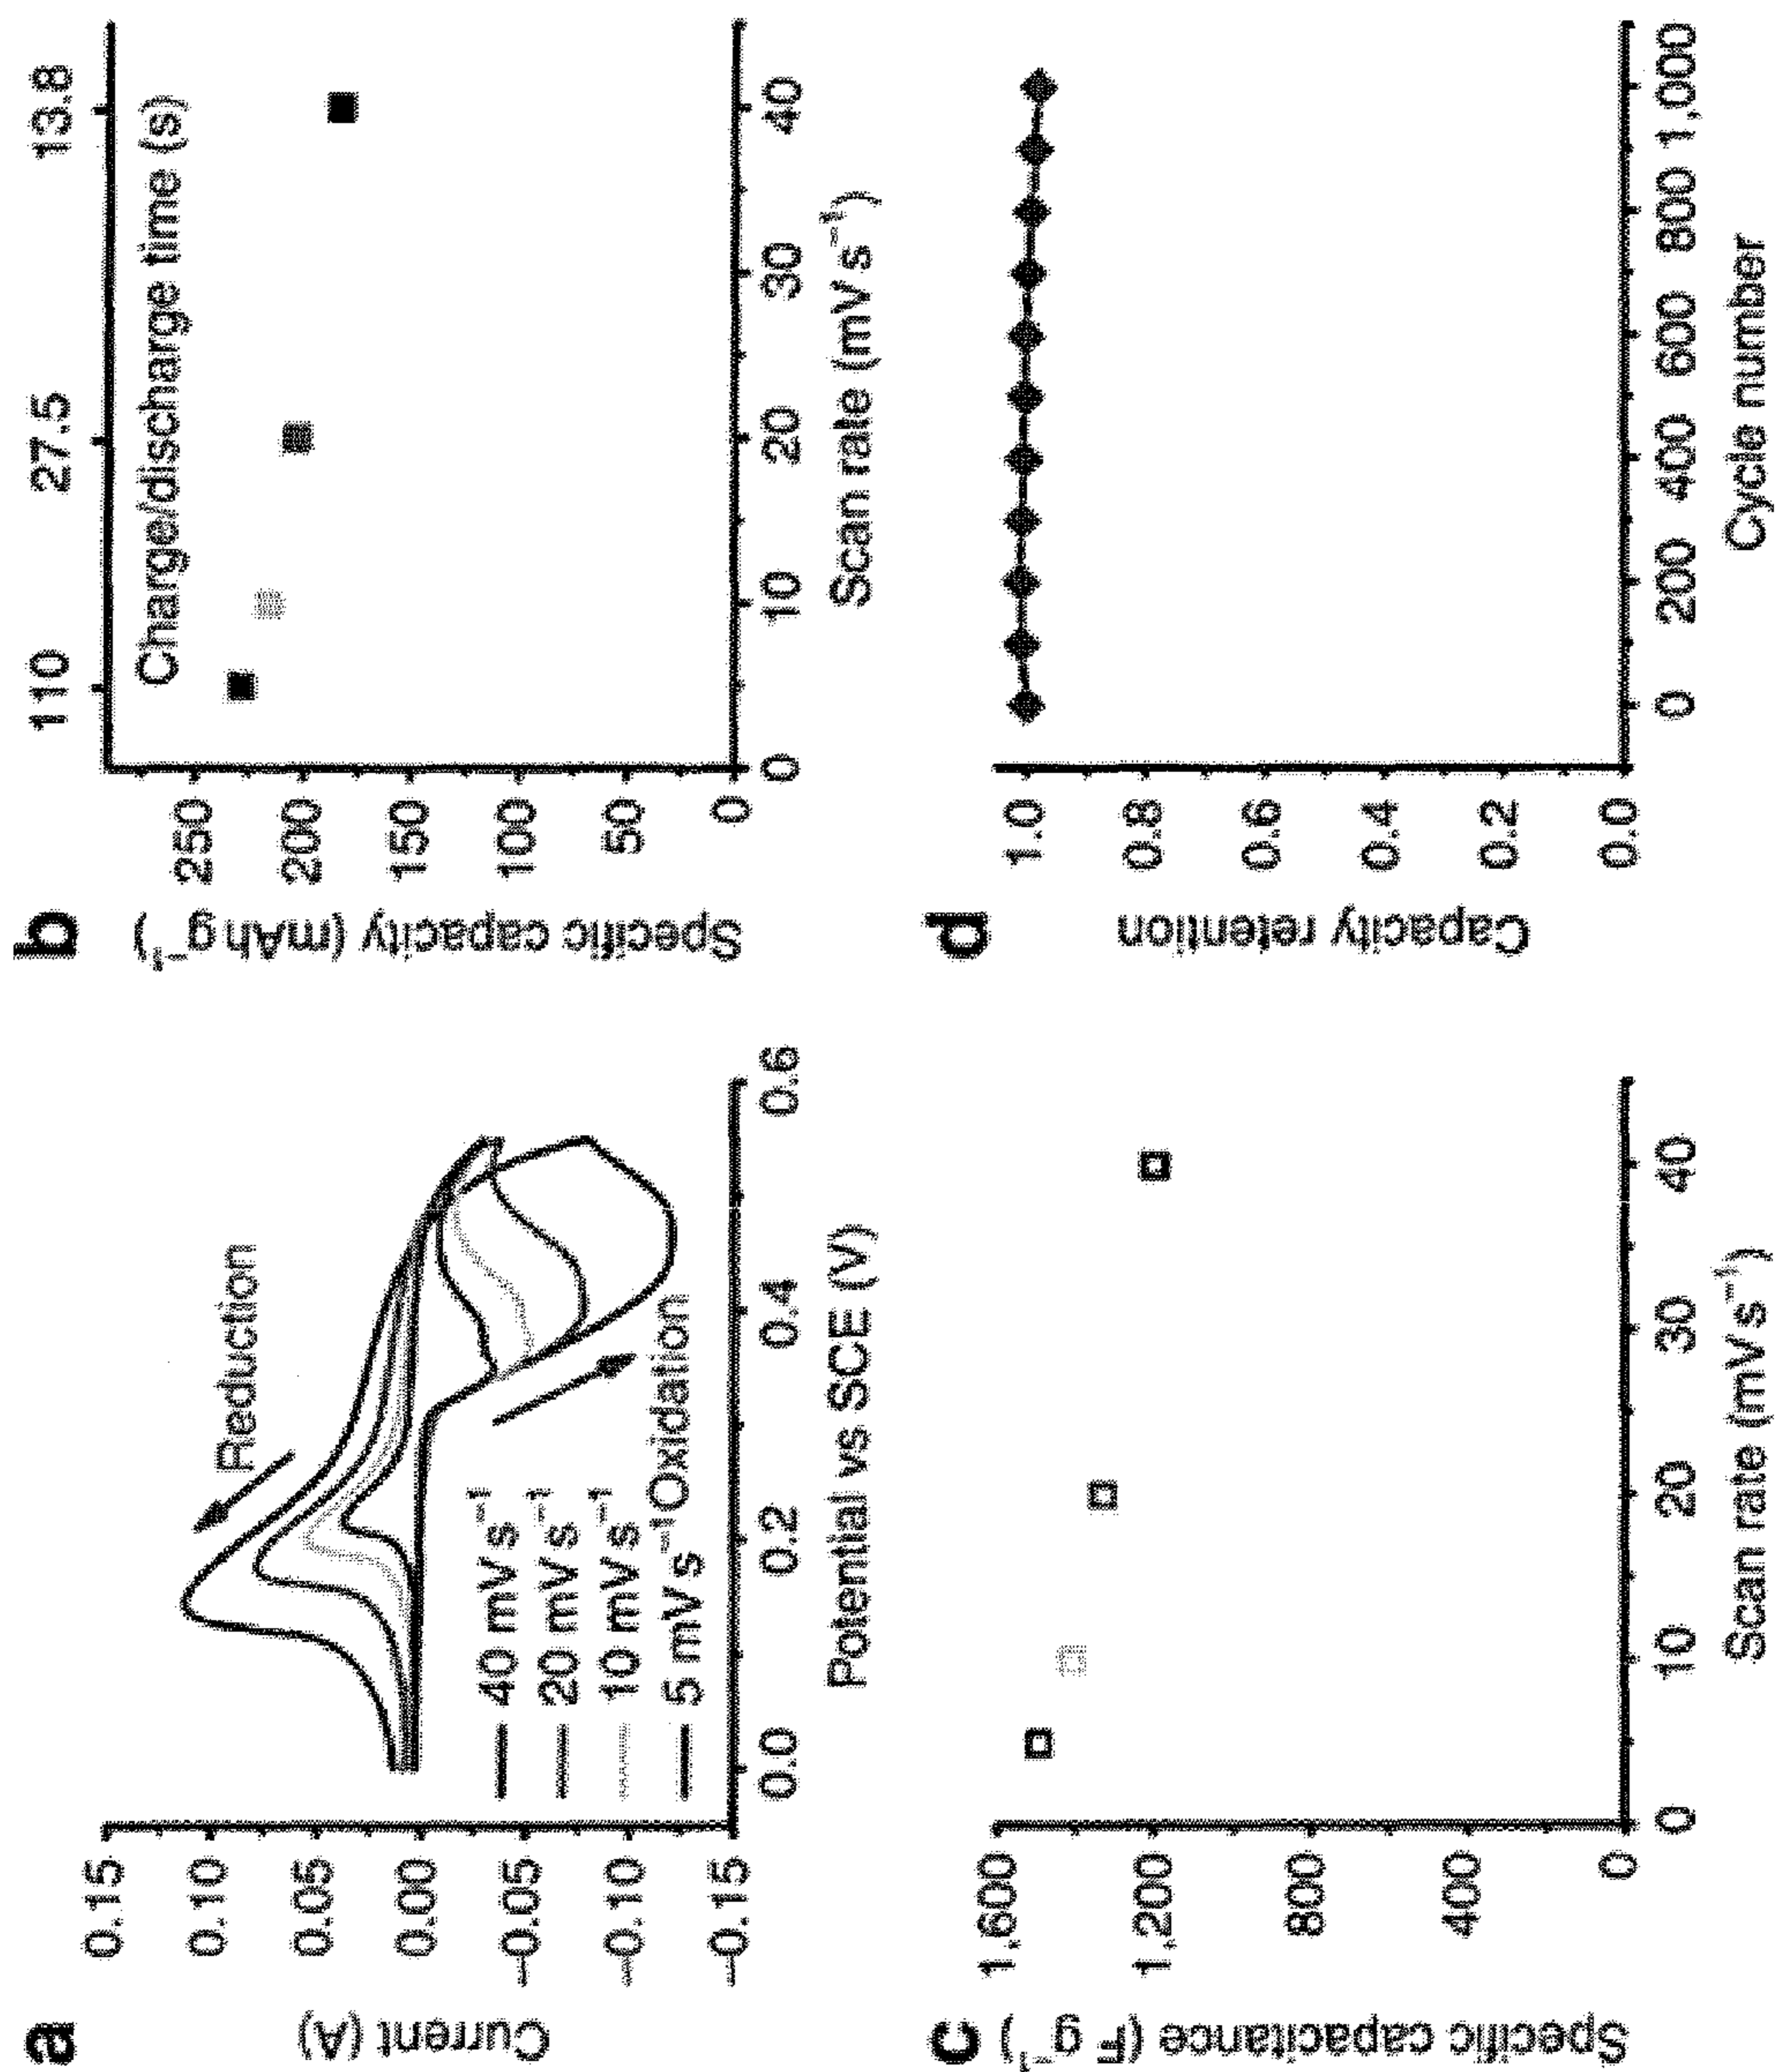 a
Current (A)
0.15
0.10
0.05
0.00
−0.05
−0.10
−0.15
Reduction
40 mV s⁻¹
20 mV s⁻¹
10 mV s⁻¹
5 mV s⁻¹
Oxidation
0.0
0.2
0.4
0.6
Potential vs SCE (V)
b
Specific capacity (mAh g⁻¹)
110
27.5
13.8
Charge/discharge time (s)
250
200
150
100
50
0
0
10
20
30
40
Scan rate (mV s⁻¹)
c
Specific capacitance (F g⁻¹)
1,600
1,200
800
400
0
0
10
20
30
40
Scan rate (mV s⁻¹)
d
Capacity retention
1.0
0.8
0.6
0.4
0.2
0.0
0
200
400
600
800
1,000
Cycle number